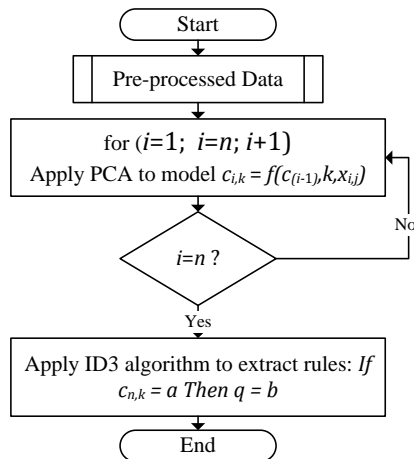 Start
Pre-processed Data
for (i=1; i=n; i+1)
Apply PCA to model c_{i,k} = f(c_{(i-1)},k,x_{i,j})
No
i=n ?
Yes
Apply ID3 algorithm to extract rules: If
c_{n,k} = a Then q = b
End